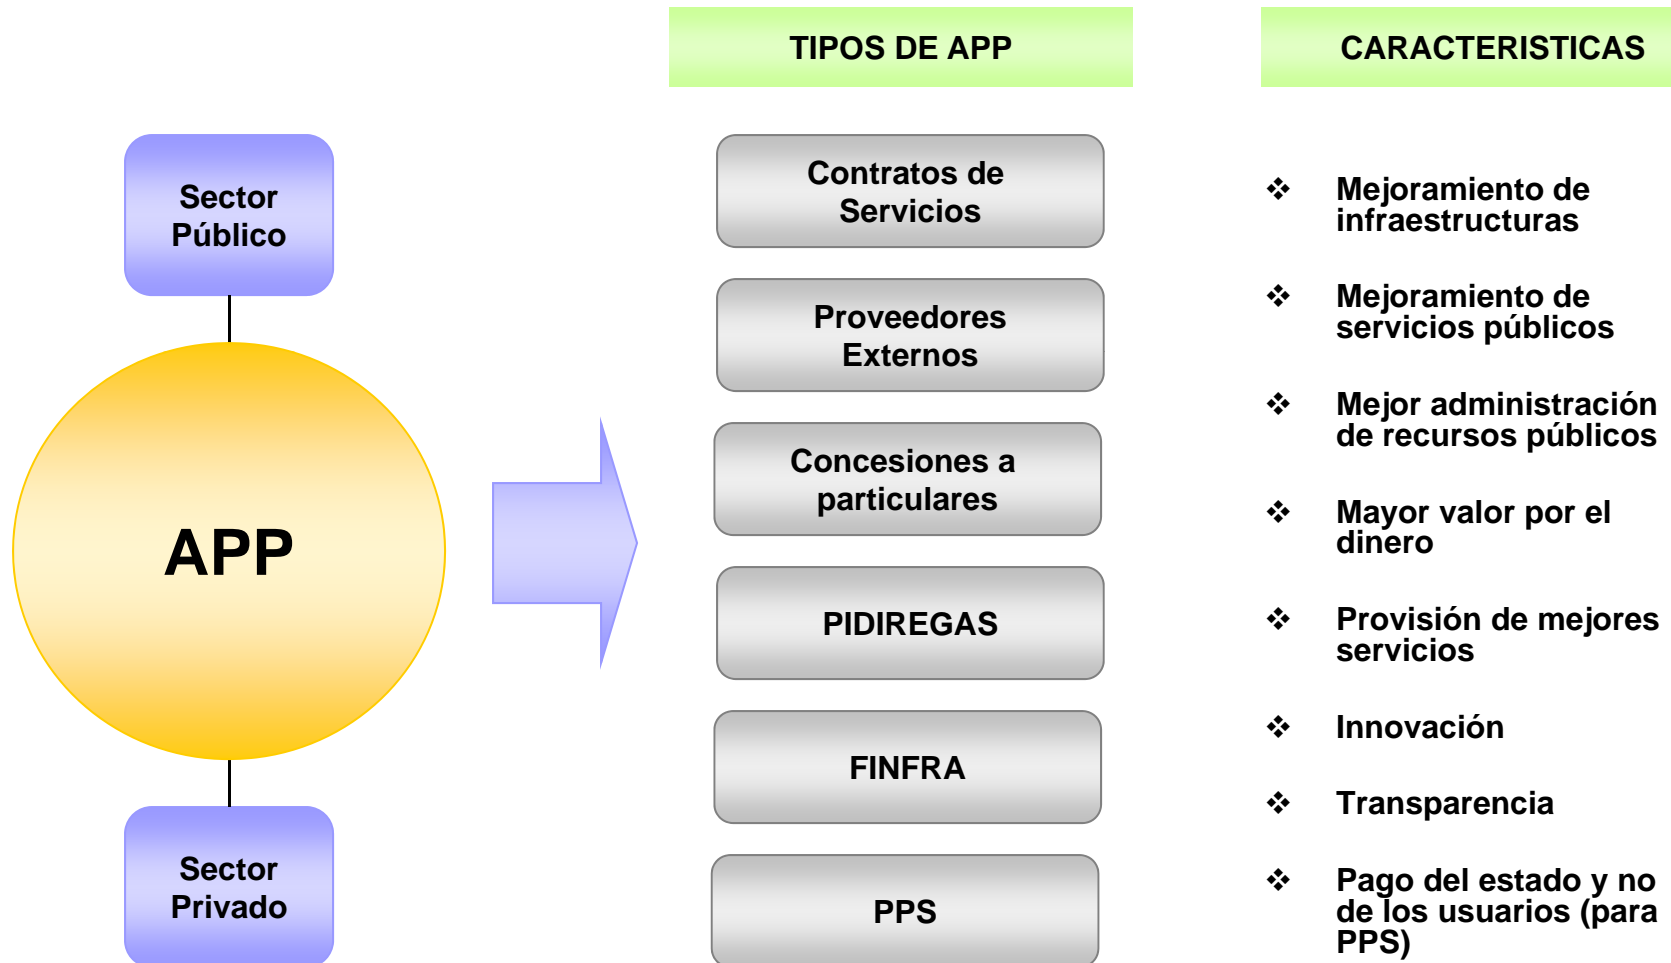 TIPOS DE APP
CARACTERISTICAS
Sector
Público
APP
Sector
Privado
Contratos de
Servicios
Proveedores
Externos
Concesiones a
particulares
PIDIREGAS
FINFRA
PPS
❖ Mejoramiento de
infraestructuras
❖ Mejoramiento de
servicios públicos
❖ Mejor administración
de recursos públicos
❖ Mayor valor por el
dinero
❖ Provisión de mejores
servicios
❖ Innovación
❖ Transparencia
❖ Pago del estado y no
de los usuarios (para
PPS)